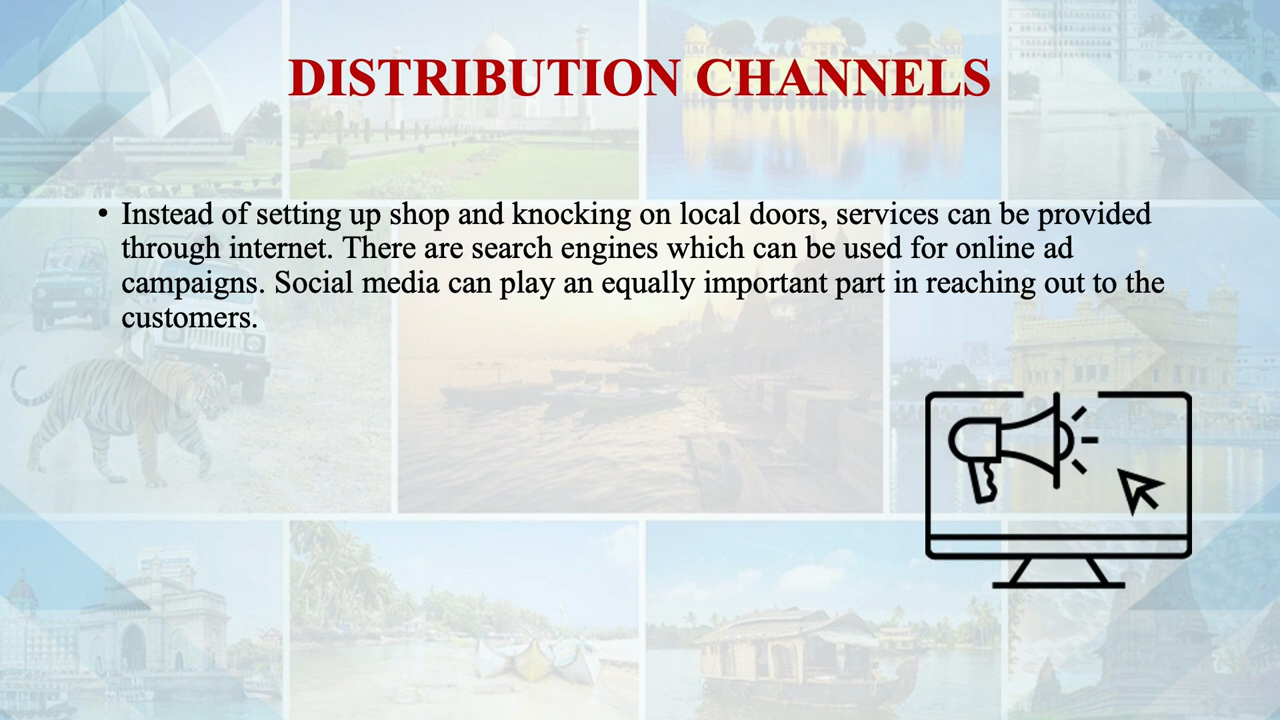 DISTRIBUTION CHANNELS
• Instead of setting up shop and knocking on local doors, services can be provided
through internet. There are search engines which can be used for online ad
campaigns. Social media can play an equally important part in reaching out to the
customers.